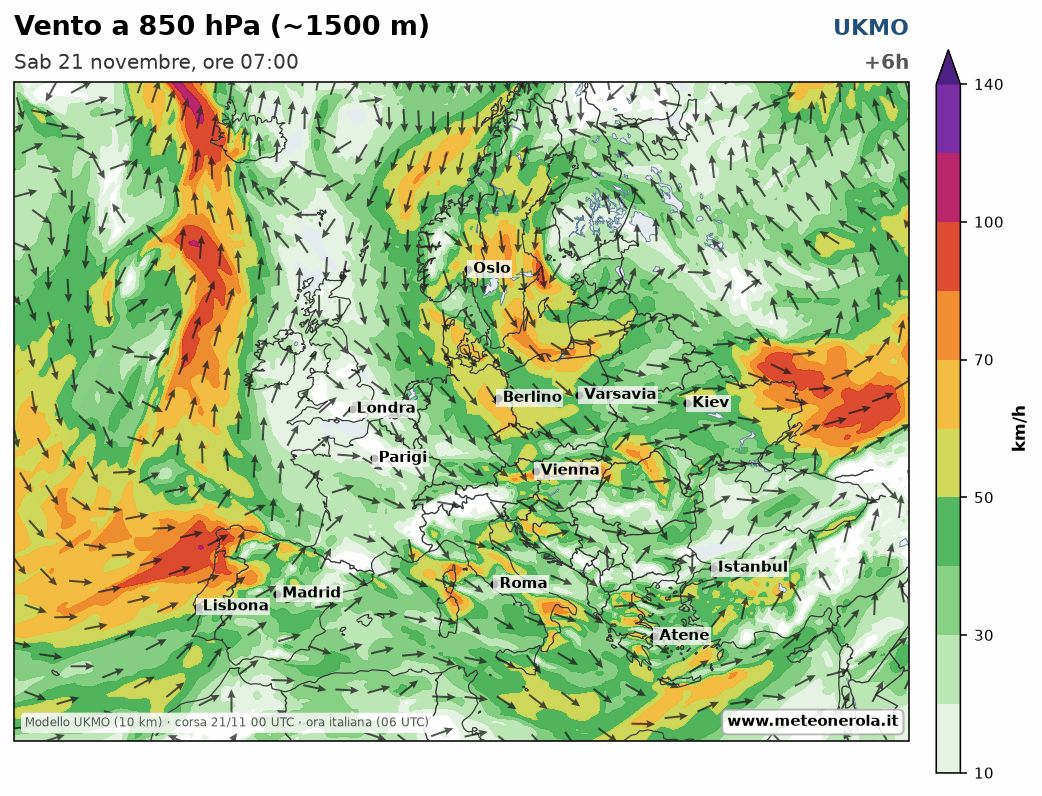 Vento a 850 hPa (~1500 m)
UKMO
Sab 21 novembre, ore 07:00
+6h
140
100
70
50
30
10
km/h
Oslo
Londra
Berlino
Varsavia
Kiev
Parigi
Vienna
Lisbona
Madrid
Roma
Istanbul
Atene
Modello UKMO (10 km) · corsa 21/11 00 UTC · ora italiana (06 UTC)
www.meteonerola.it